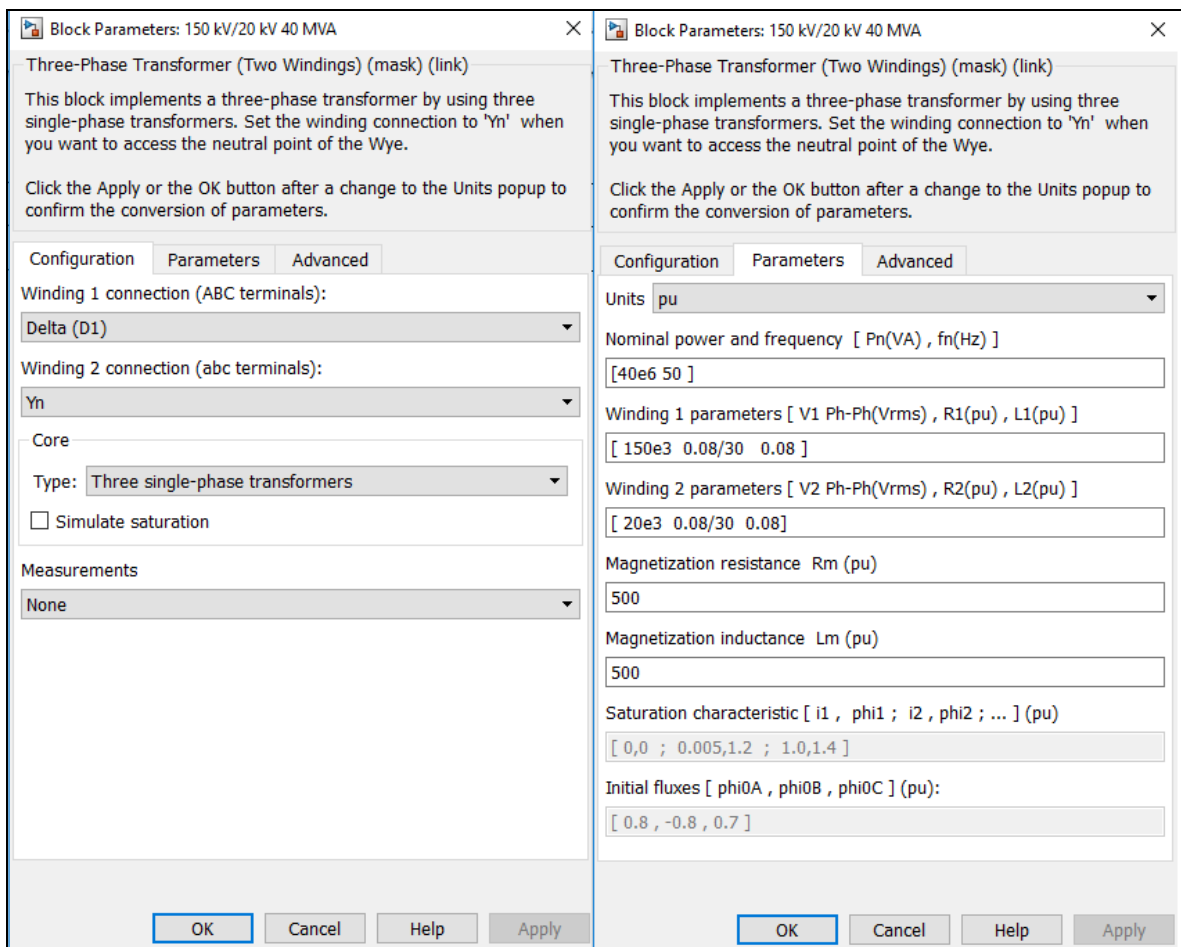 Block Parameters: 150 kV/20 kV 40 MVA
Three-Phase Transformer (Two Windings) (mask) (link)
This block implements a three-phase transformer by using three
single-phase transformers. Set the winding connection to 'Yn' when
you want to access the neutral point of the Wye.
Click the Apply or the OK button after a change to the Units popup to
confirm the conversion of parameters.
Configuration Parameters Advanced
Winding 1 connection (ABC terminals):
Delta (D1)
Winding 2 connection (abc terminals):
Yn
Core
Type: Three single-phase transformers
Simulate saturation
Measurements
None
OK Cancel Help Apply
Block Parameters: 150 kV/20 kV 40 MVA
Three-Phase Transformer (Two Windings) (mask) (link)
This block implements a three-phase transformer by using three
single-phase transformers. Set the winding connection to 'Yn' when
you want to access the neutral point of the Wye.
Click the Apply or the OK button after a change to the Units popup to
confirm the conversion of parameters.
Configuration Parameters Advanced
Units pu
Nominal power and frequency [ Pn(VA) , fn(Hz) ]
[40e6 50 ]
Winding 1 parameters [ V1 Ph-Ph(Vrms) , R1(pu) , L1(pu) ]
[ 150e3 0.08/30 0.08 ]
Winding 2 parameters [ V2 Ph-Ph(Vrms) , R2(pu) , L2(pu) ]
[ 20e3 0.08/30 0.08]
Magnetization resistance Rm (pu)
500
Magnetization inductance Lm (pu)
500
Saturation characteristic [ i1 , phi1 ; i2 , phi2 ; ... ] (pu)
[ 0,0 ; 0.005,1.2 ; 1.0,1.4 ]
Initial fluxes [ phi0A , phi0B , phi0C ] (pu):
[ 0.8 , -0.8 , 0.7 ]
OK Cancel Help Apply